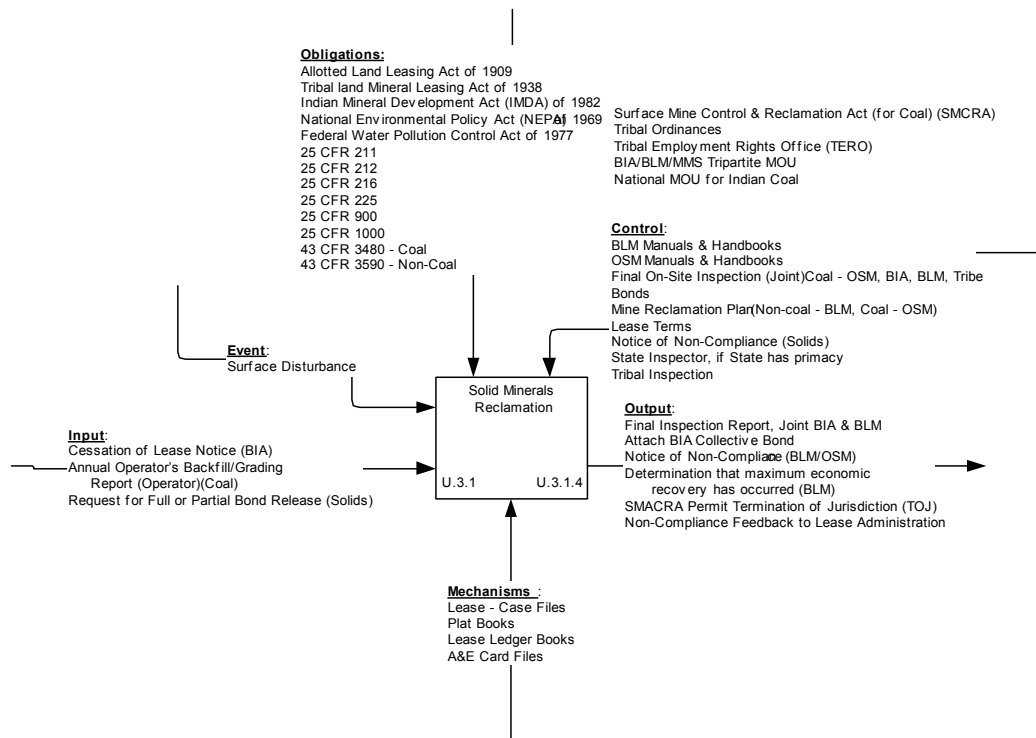 Obligations:
Allotted Land Leasing Act of 1909
Tribal land Mineral Leasing Act of 1938
Indian Mineral Development Act (IMDA) of 1982
National Environmental Policy Act (NEPA) of 1969
Federal Water Pollution Control Act of 1977
25 CFR 211
25 CFR 212
25 CFR 216
25 CFR 225
25 CFR 900
25 CFR 1000
43 CFR 3480 - Coal
43 CFR 3590 - Non-Coal
Surface Mine Control & Reclamation Act (for Coal) (SMCRA)
Tribal Ordinances
Tribal Employment Rights Office (TERO)
BIA/BLM/MMS Tripartite MOU
National MOU for Indian Coal
Control:
BLM Manuals & Handbooks
OSM Manuals & Handbooks
Final On-Site Inspection (Joint)Coal - OSM, BIA, BLM, Tribe
Bonds
Mine Reclamation Plan(Non-coal - BLM, Coal - OSM)
Lease Terms
Notice of Non-Compliance (Solids)
State Inspector, if State has primacy
Tribal Inspection
Event:
Surface Disturbance
Solid Minerals
Reclamation
U.3.1
U.3.1.4
Input:
Cessation of Lease Notice (BIA)
Annual Operator's Backfill/Grading
Report (Operator)(Coal)
Request for Full or Partial Bond Release (Solids)
Output:
Final Inspection Report, Joint BIA & BLM
Attach BIA Collective Bond
Notice of Non-Compliance (BLM/OSM)
Determination that maximum economic
recovery has occurred (BLM)
SMACRA Permit Termination of Jurisdiction (TOJ)
Non-Compliance Feedback to Lease Administration
Mechanisms :
Lease - Case Files
Plat Books
Lease Ledger Books
A&E Card Files